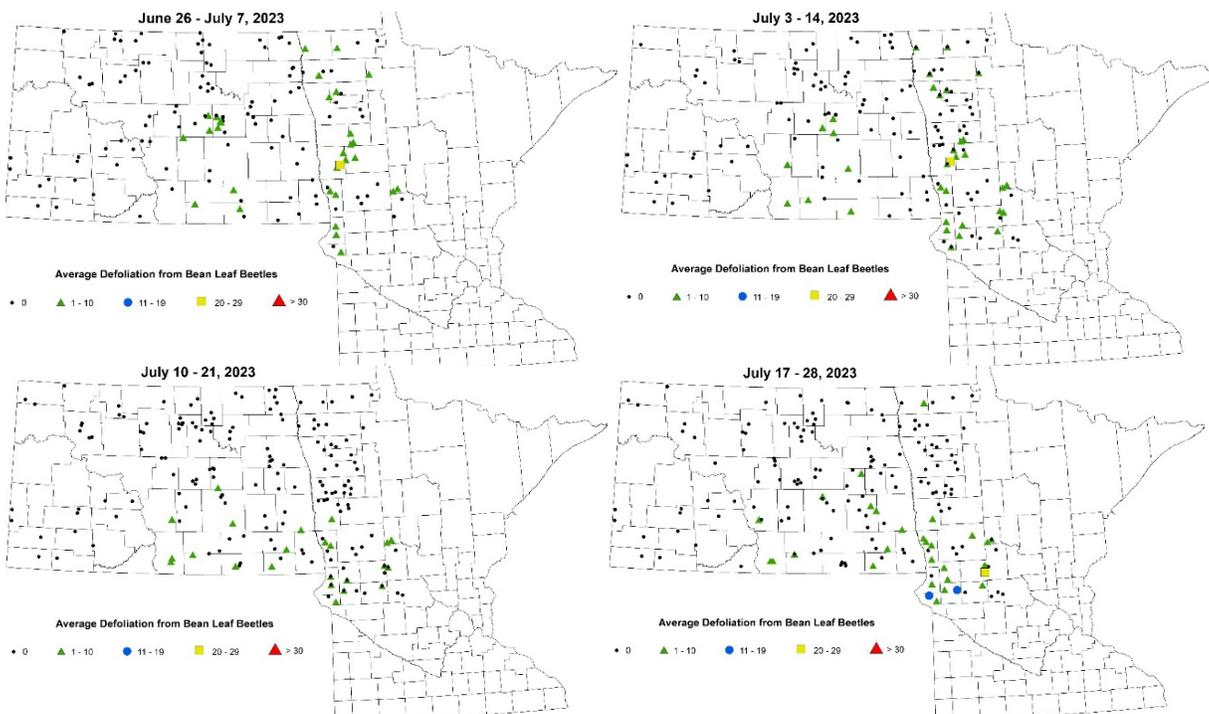 June 26 - July 7, 2023
Average Defoliation from Bean Leaf Beetles
0 1 - 10 11 - 19 20 - 29 > 30
July 3 - 14, 2023
Average Defoliation from Bean Leaf Beetles
0 1 - 10 11 - 19 20 - 29 > 30
July 10 - 21, 2023
Average Defoliation from Bean Leaf Beetles
0 1 - 10 11 - 19 20 - 29 > 30
July 17 - 28, 2023
Average Defoliation from Bean Leaf Beetles
0 1 - 10 11 - 19 20 - 29 > 30